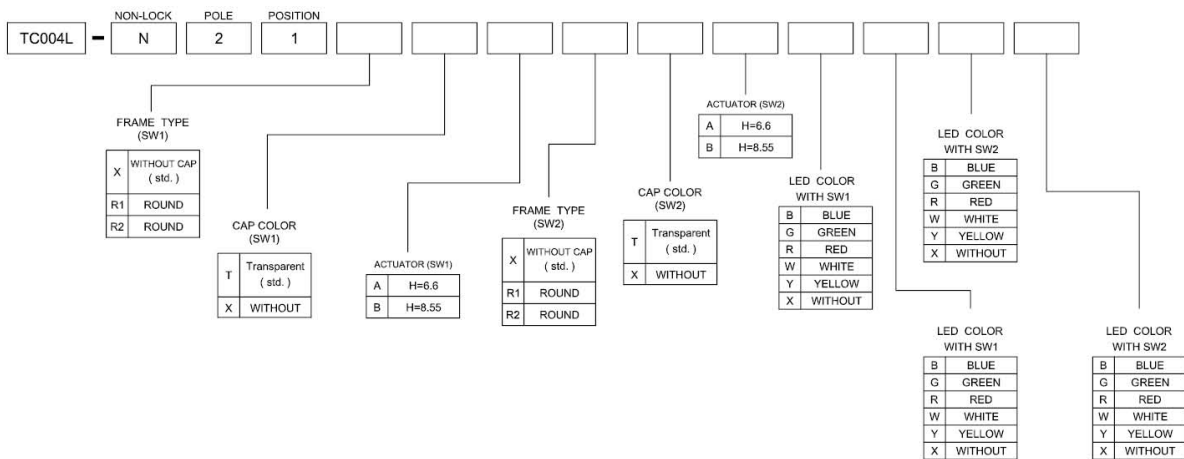 NON-LOCK POLE POSITION
TC004L - N 2 1
FRAME TYPE
(SW1)
X WITHOUT CAP
( std. )
R1 ROUND
R2 ROUND
CAP COLOR
(SW1)
T Transparent
( std. )
X WITHOUT
ACTUATOR (SW1)
A H=6.6
B H=8.55
FRAME TYPE
(SW2)
X WITHOUT CAP
( std. )
R1 ROUND
R2 ROUND
CAP COLOR
(SW2)
T Transparent
( std. )
X WITHOUT
ACTUATOR (SW2)
A H=6.6
B H=8.55
LED COLOR
WITH SW1
B BLUE
G GREEN
R RED
W WHITE
Y YELLOW
X WITHOUT
LED COLOR
WITH SW1
B BLUE
G GREEN
R RED
W WHITE
Y YELLOW
X WITHOUT
LED COLOR
WITH SW2
B BLUE
G GREEN
R RED
W WHITE
Y YELLOW
X WITHOUT
LED COLOR
WITH SW2
B BLUE
G GREEN
R RED
W WHITE
Y YELLOW
X WITHOUT